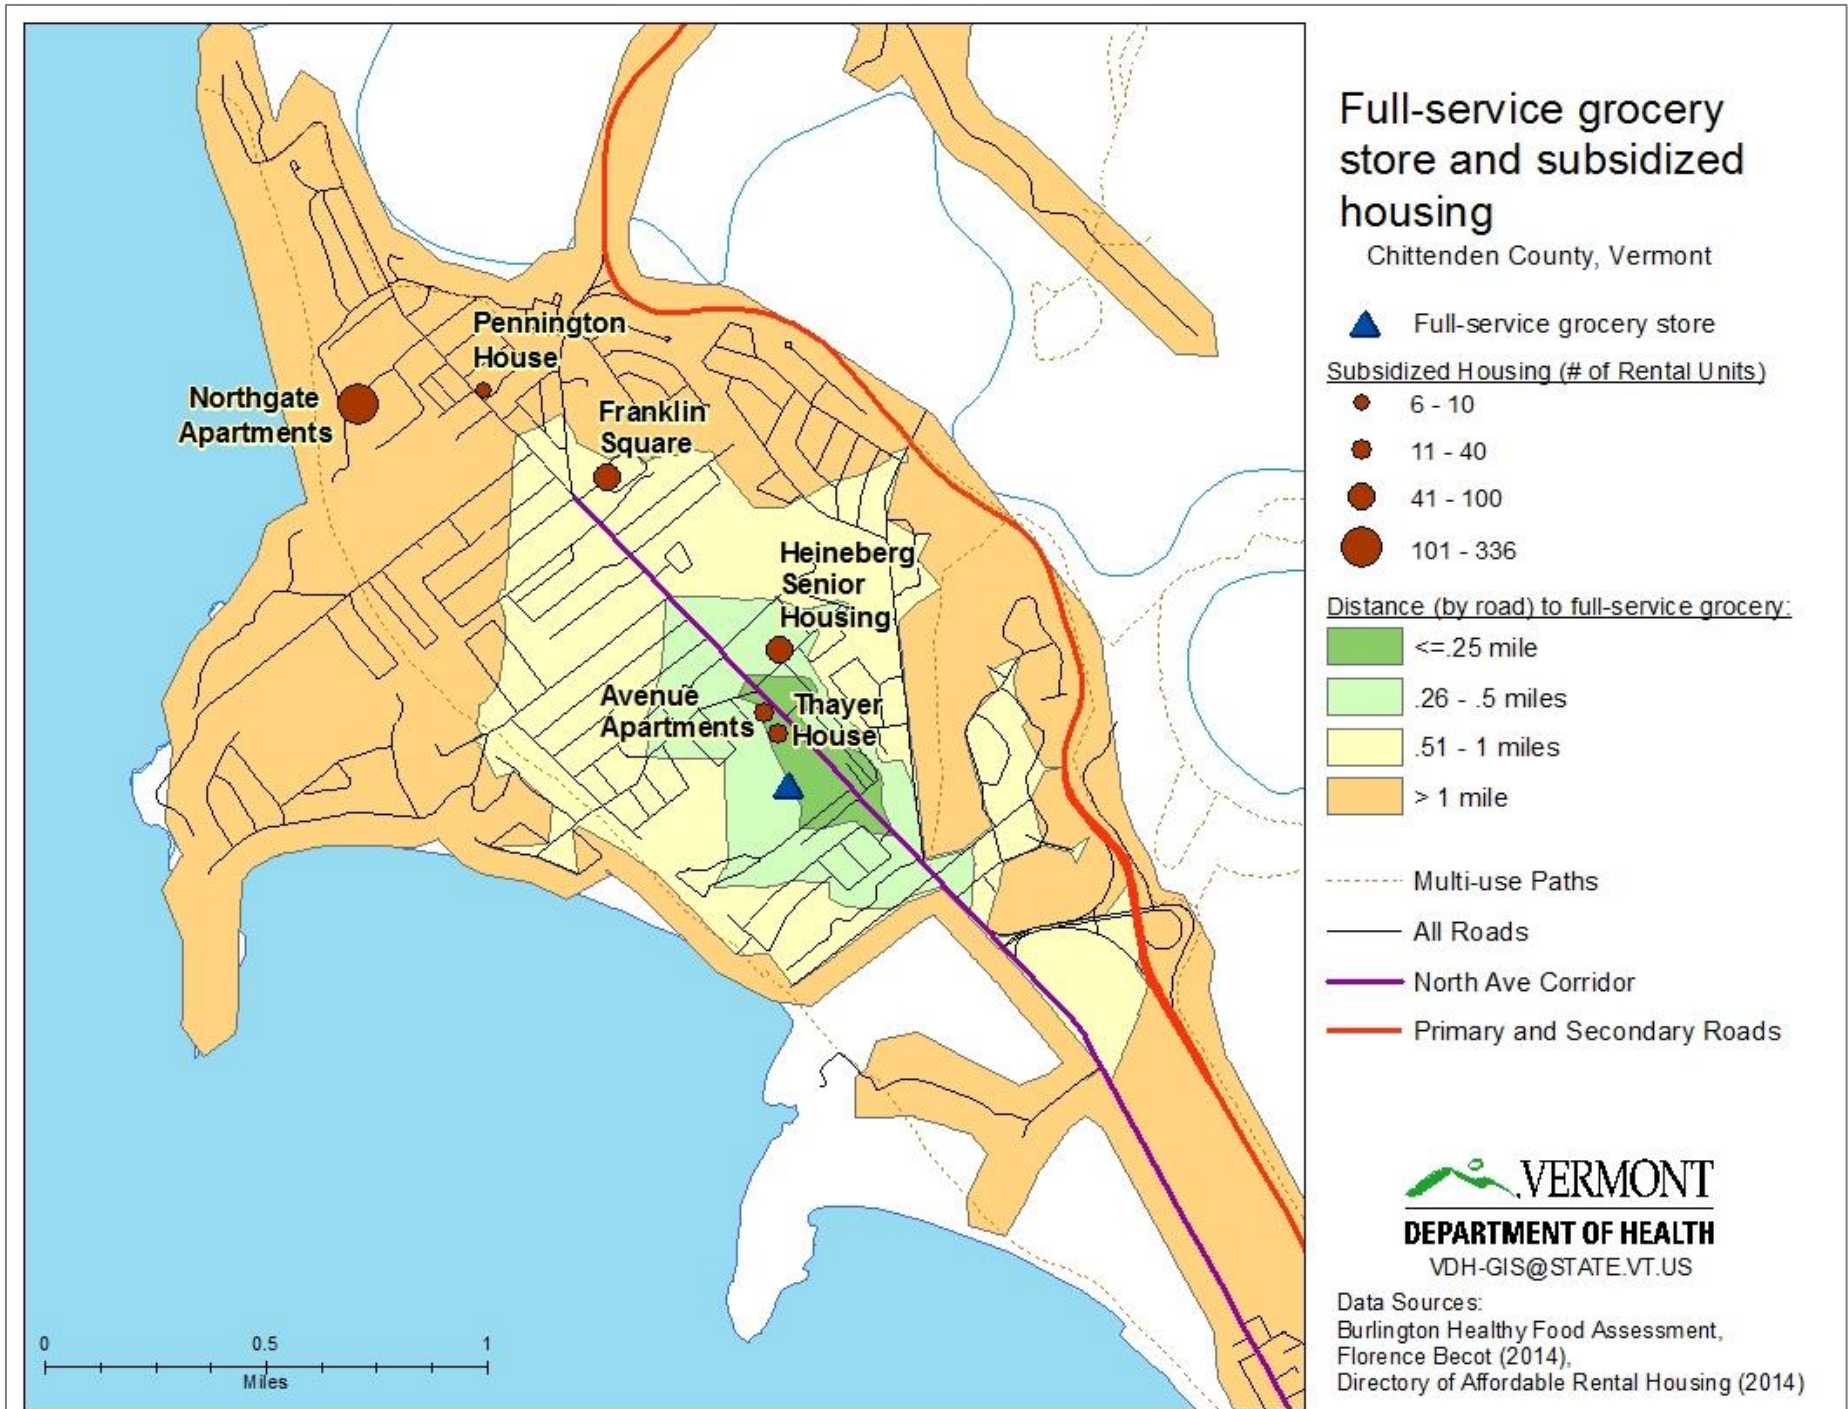 Full-service grocery
store and subsidized
housing
Chittenden County, Vermont
Full-service grocery store
Subsidized Housing (# of Rental Units)
6 - 10
11 - 40
41 - 100
101 - 336
Distance (by road) to full-service grocery:
<=.25 mile
.26 - .5 miles
.51 - 1 miles
> 1 mile
Multi-use Paths
All Roads
North Ave Corridor
Primary and Secondary Roads
VERMONT
DEPARTMENT OF HEALTH
VDH-GIS@STATE.VT.US
Data Sources:
Burlington Healthy Food Assessment,
Florence Becot (2014),
Directory of Affordable Rental Housing (2014)
Pennington
House
Northgate
Apartments
Franklin
Square
Heineberg
Senior
Housing
Avenue
Apartments
Thayer
House
0 0.5 1
Miles